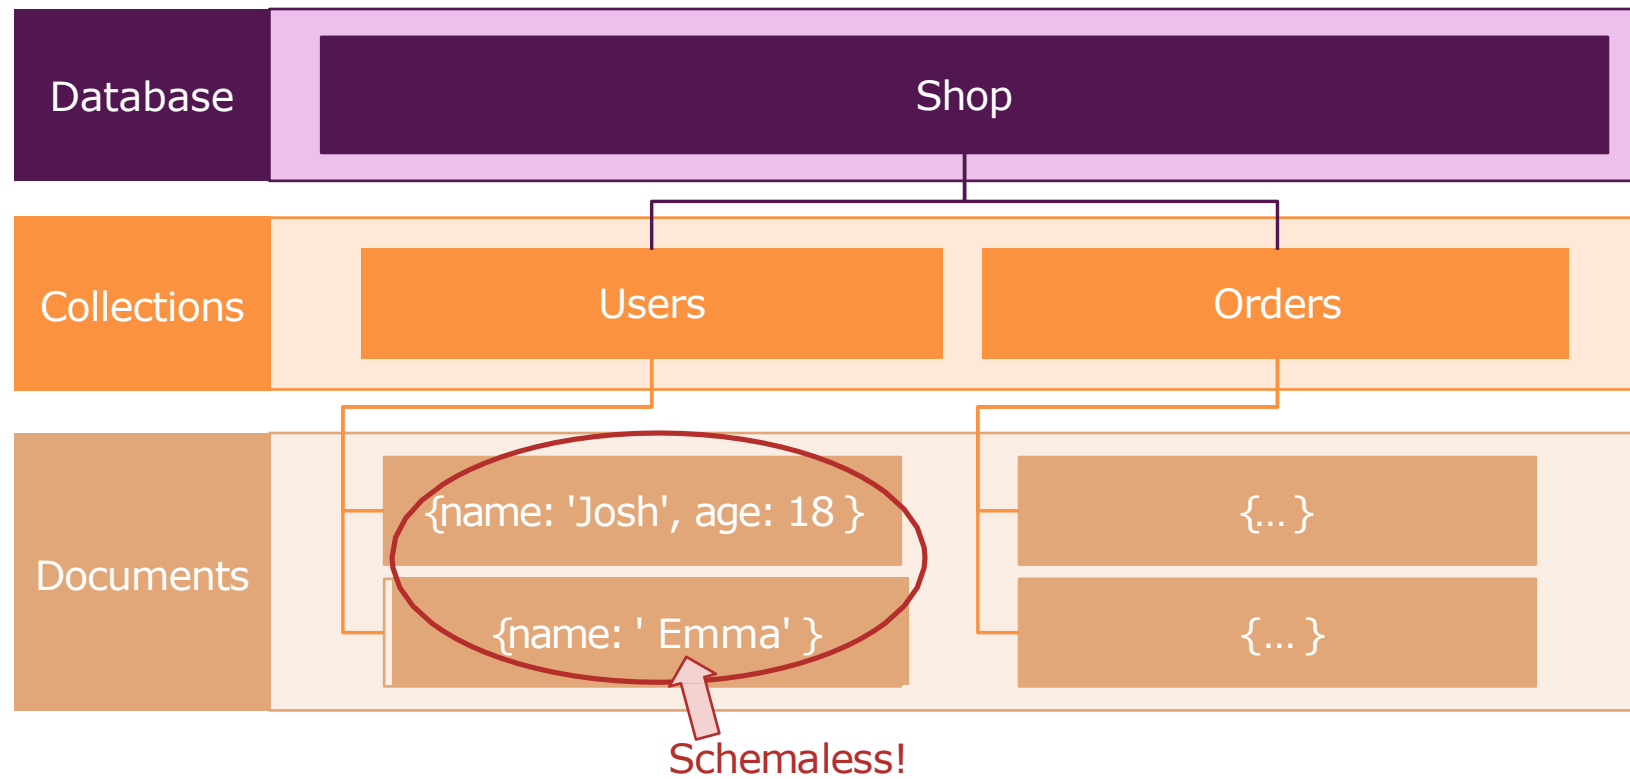 Database
Shop
Collections
Users
Orders
Documents
{name: 'Josh', age: 18 }
{... }
{name: ' Emma' }
{... }
Schemaless!